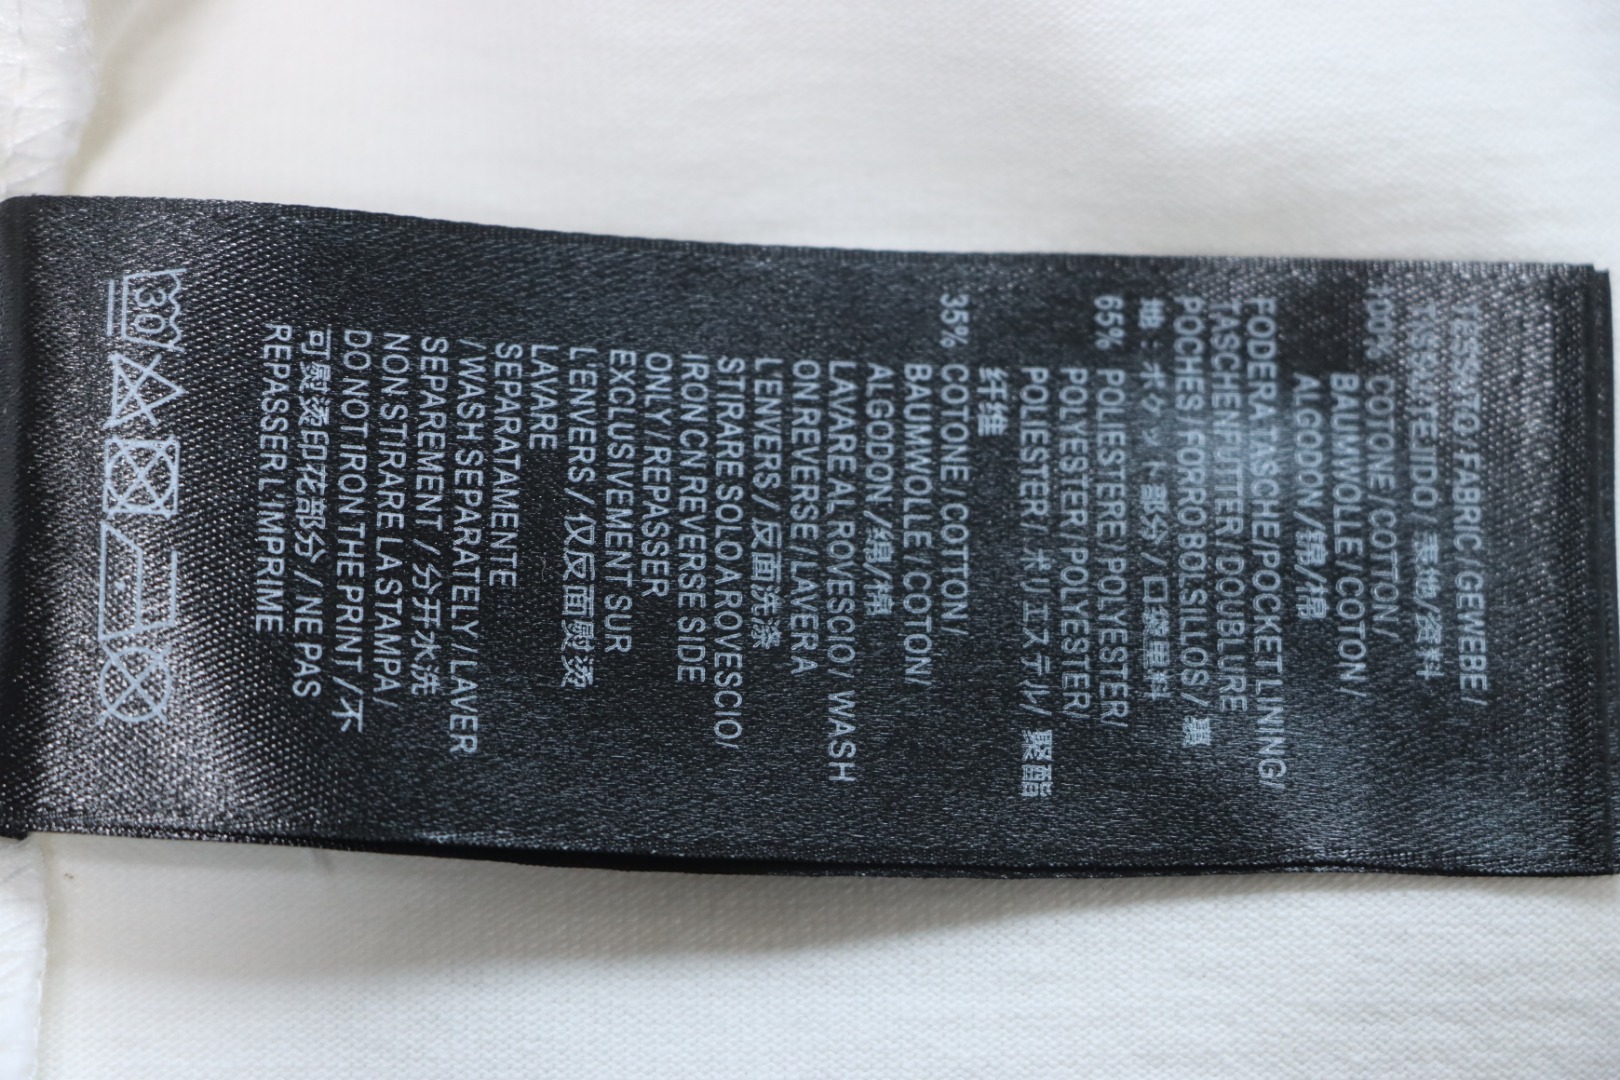 TESSUTO / FABRIC / GEWEBE /
TISSU / TEJIDO / 表地/资料
100% COTONE / COTTON /
BAUMWOLLE / COTON /
ALGODON / 綿/棉
FODERA TASCHE/POCKET LINING/
TASCHENFUTTER / DOUBLURE
POCHES / FORRO BOLSILLOS / 裏
地：ポケット部分 / 口袋里料
65% POLIESTERE / POLYESTER/
POLYESTER / POLYESTER/
POLIESTER/ ポリエステル/ 聚酯
纤维
35% COTONE / COTTON/
BAUMWOLLE / COTON/
ALGODON / 綿/棉
LAVARE AL ROVESCIO/ WASH
ON REVERSE / LAVER A
L'ENVERS / 反面洗涤
STIRARE SOLO A ROVESCIO/
IRON CN REVERSE SIDE
ONLY / REPASSER
EXCLUSIVEMENT SUR
L'ENVERS / 仅反面熨烫
LAVARE
SEPARATAMENTE
/ WASH SEPARATELY / LAVER
SEPAREMENT / 分开水洗
NON STIRARE LA STAMPA /
DO NOT IRON THE PRINT / 不
可熨烫印花部分 / NE PAS
REPASSER L'IMPRIME
30